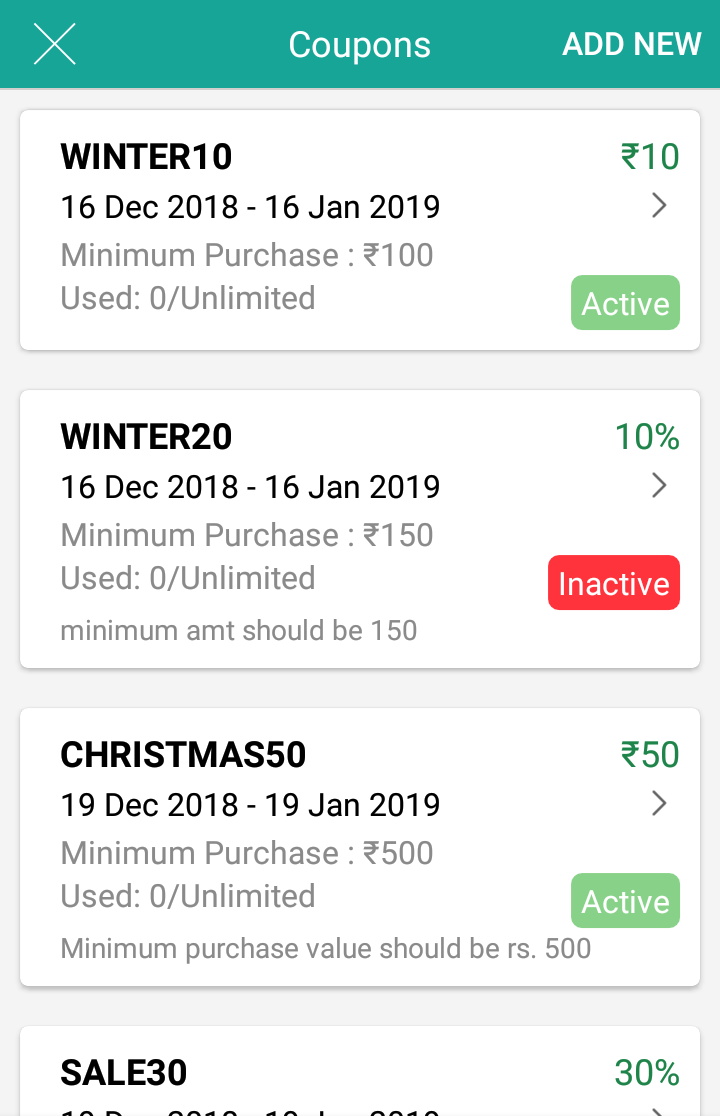 Coupons ADD NEW
WINTER10 ₹10
16 Dec 2018 - 16 Jan 2019
Minimum Purchase : ₹100
Used: 0/Unlimited
Active
WINTER20 10%
16 Dec 2018 - 16 Jan 2019
Minimum Purchase : ₹150
Used: 0/Unlimited
Inactive
minimum amt should be 150
CHRISTMAS50 ₹50
19 Dec 2018 - 19 Jan 2019
Minimum Purchase : ₹500
Used: 0/Unlimited
Active
Minimum purchase value should be rs. 500
SALE30 30%